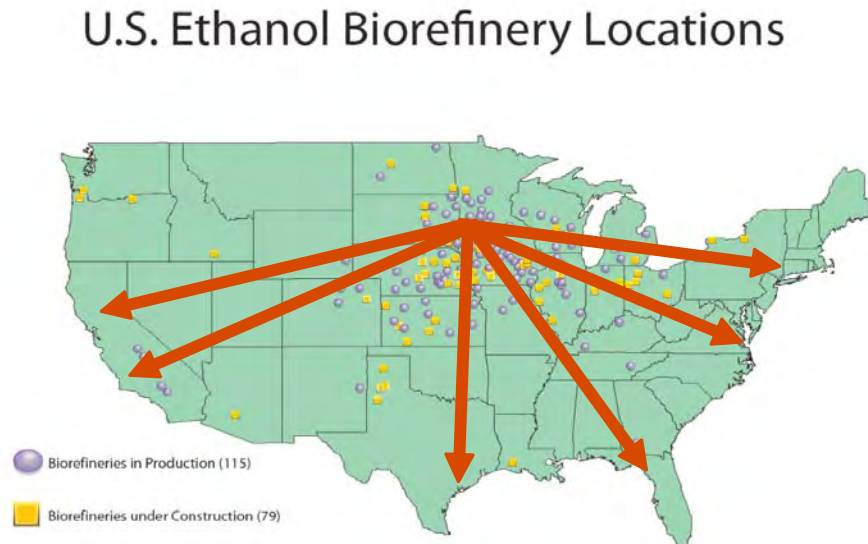 U.S. Ethanol Biorefinery Locations
Biorefineries in Production (115)
Biorefineries under Construction (79)